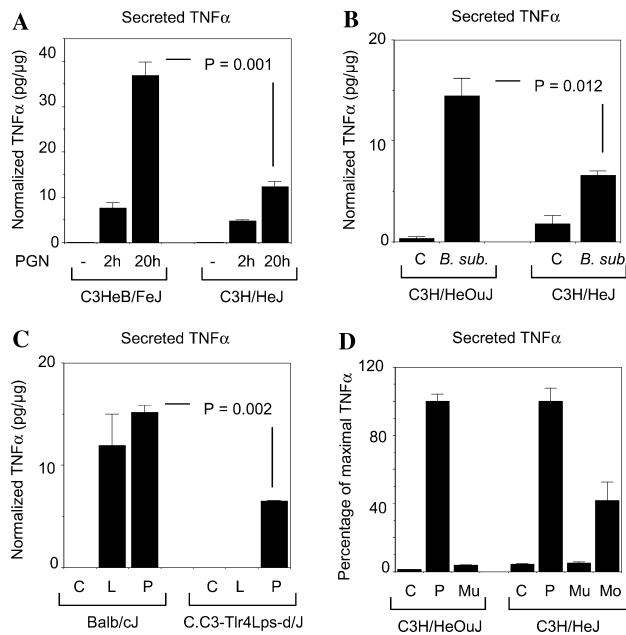 A
Secreted TNFα
Normalized TNFα (pg/μg)
40
30
20
10
0
P = 0.001
PGN
- 2h 20h - 2h 20h
C3HeB/FeJ C3H/HeJ
B
Secreted TNFα
Normalized TNFα (pg/μg)
20
10
0
P = 0.012
C B. sub. C B. sub.
C3H/HeOuJ C3H/HeJ
C
Secreted TNFα
Normalized TNFα (pg/μg)
20
10
0
P = 0.002
C L P C L P
Balb/cJ C.C3-Tlr4Lps-d/J
D
Secreted TNFα
Percentage of maximal TNFα
120
80
40
0
C P Mu C P Mu Mo
C3H/HeOuJ C3H/HeJ